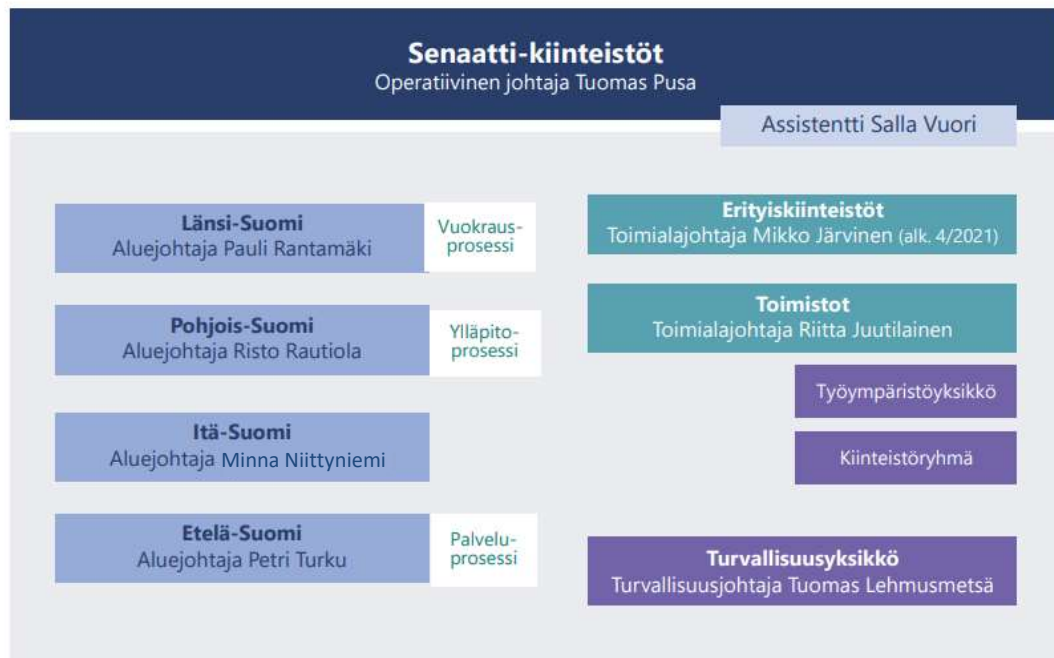 Senaatti-kiinteistöt
Operatiivinen johtaja Tuomas Pusa
Assistentti Salla Vuori
Länsi-Suomi
Aluejohtaja Pauli Rantamäki
Vuokraus-
prosessi
Pohjois-Suomi
Aluejohtaja Risto Rautiola
Ylläpito-
prosessi
Itä-Suomi
Aluejohtaja Minna Niittyniemi
Etelä-Suomi
Aluejohtaja Petri Turku
Palvelu-
prosessi
Erityiskiinteistöt
Toimialajohtaja Mikko Järvinen (alk. 4/2021)
Toimistot
Toimialajohtaja Riitta Juutilainen
Työympäristöyksikkö
Kiinteistöryhmä
Turvallisuusyksikkö
Turvallisuusjohtaja Tuomas Lehmusmetsä